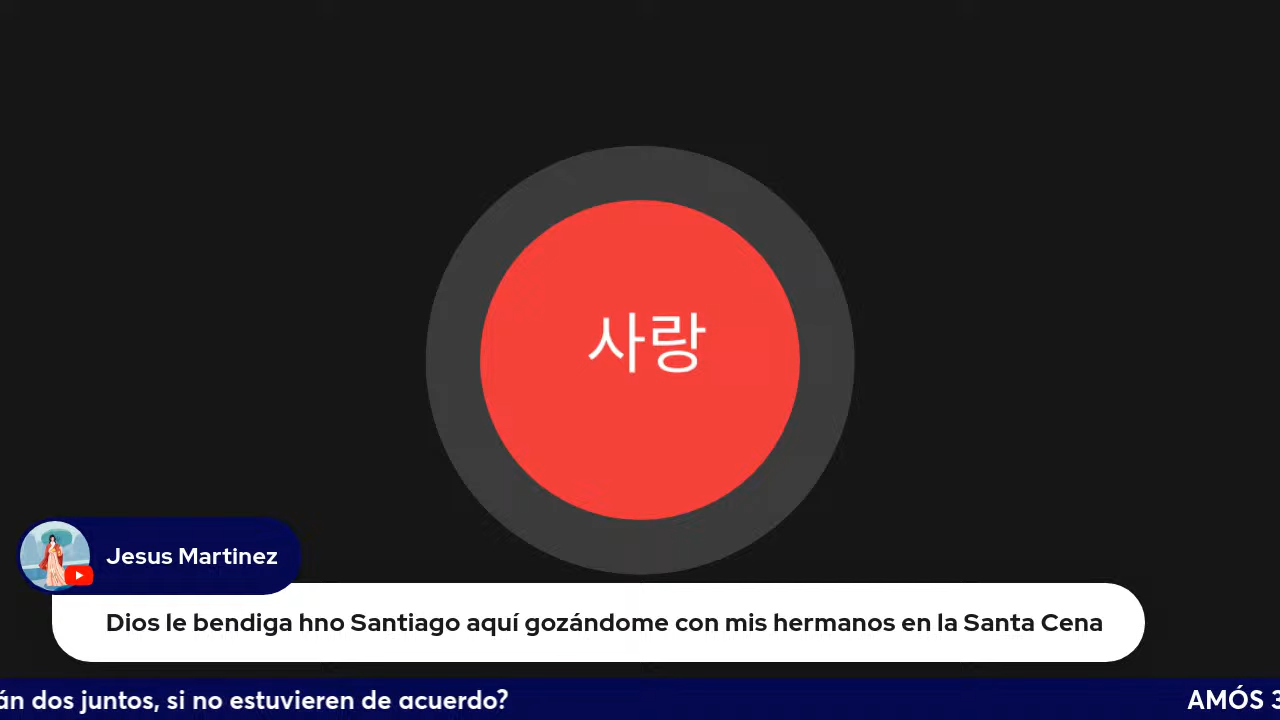 사랑
Jesus Martinez
Dios le bendiga hno Santiago aquí gozándome con mis hermanos en la Santa Cena
án dos juntos, si no estuvieren de acuerdo? AMÓS 3